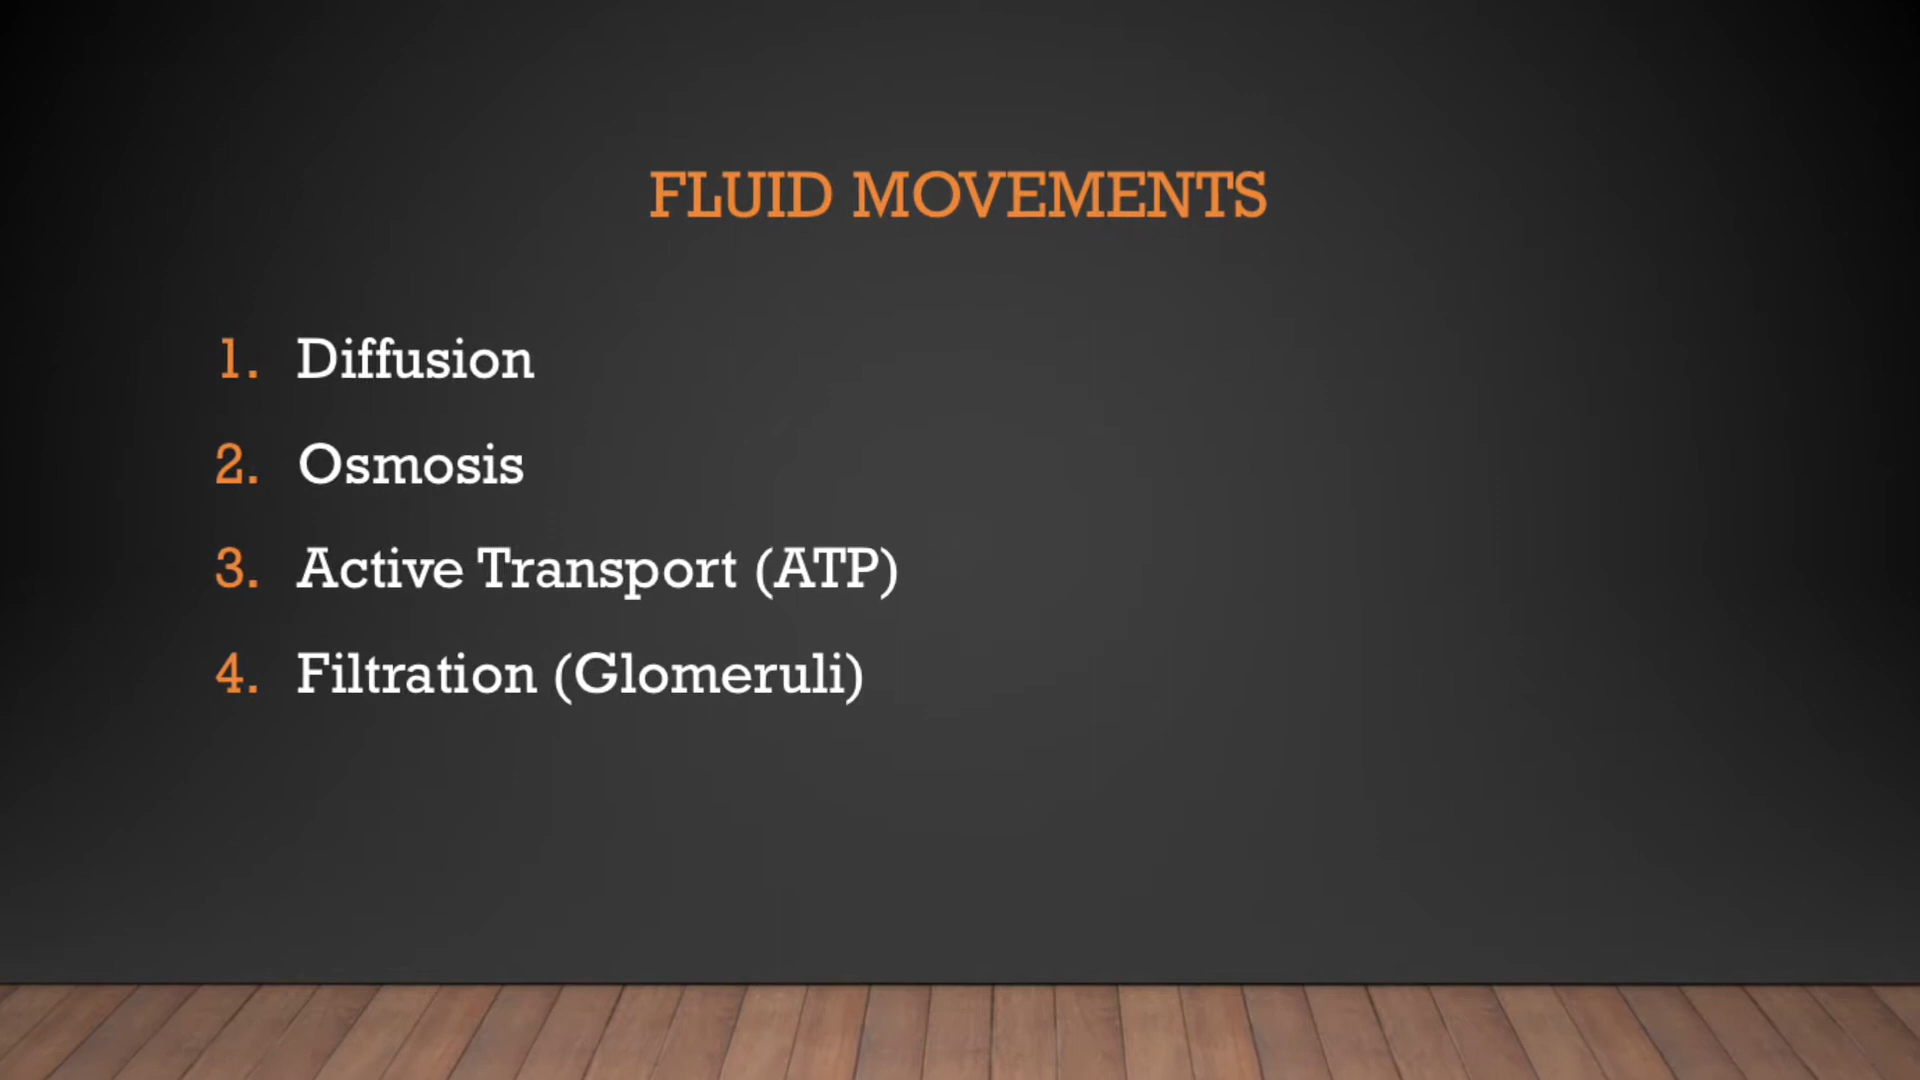 FLUID MOVEMENTS
1. Diffusion
2. Osmosis
3. Active Transport (ATP)
4. Filtration (Glomeruli)